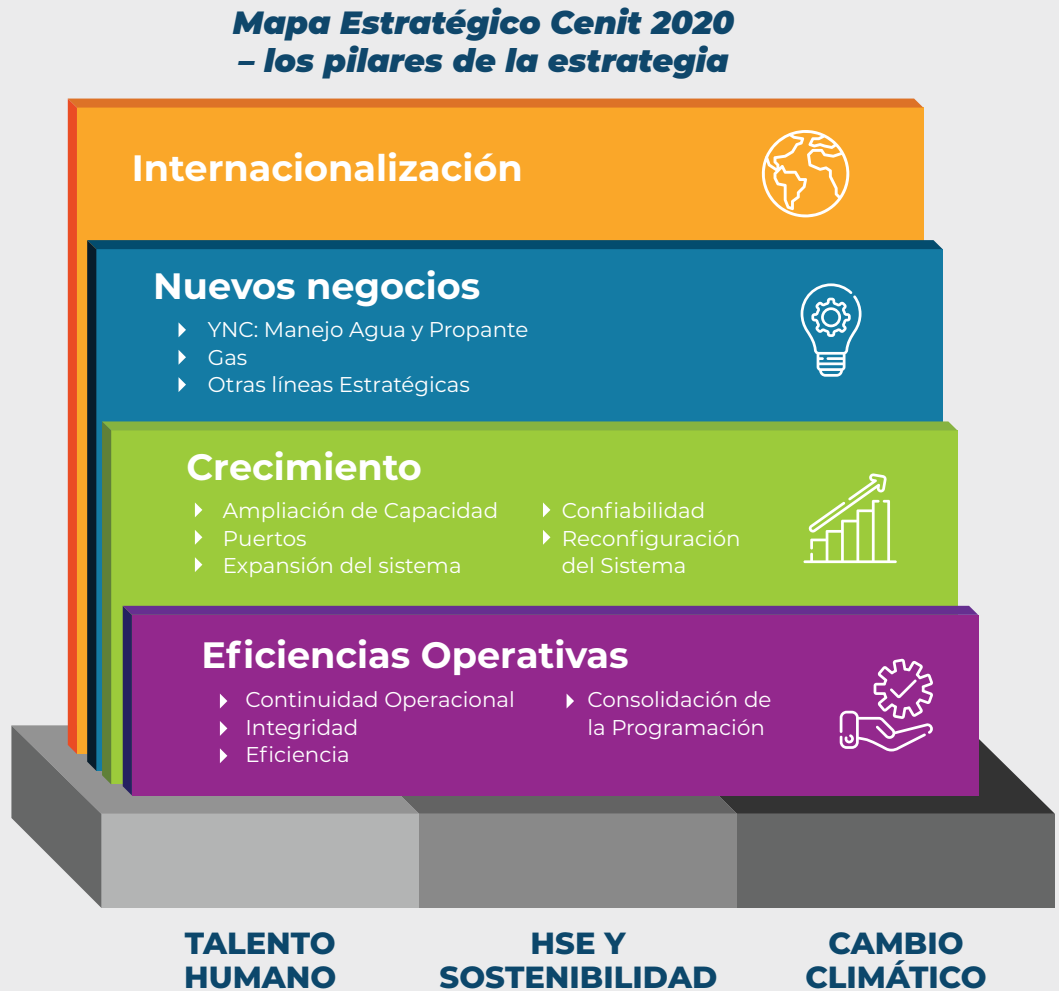 Mapa Estratégico Cenit 2020
– los pilares de la estrategia
Internacionalización
Nuevos negocios
YNC: Manejo Agua y Propante
Gas
Otras líneas Estratégicas
Crecimiento
Ampliación de Capacidad
Puertos
Expansión del sistema
Confiabilidad
Reconfiguración
del Sistema
Eficiencias Operativas
Continuidad Operacional
Integridad
Eficiencia
Consolidación de
la Programación
TALENTO
HUMANO
HSE Y
SOSTENIBILIDAD
CAMBIO
CLIMÁTICO